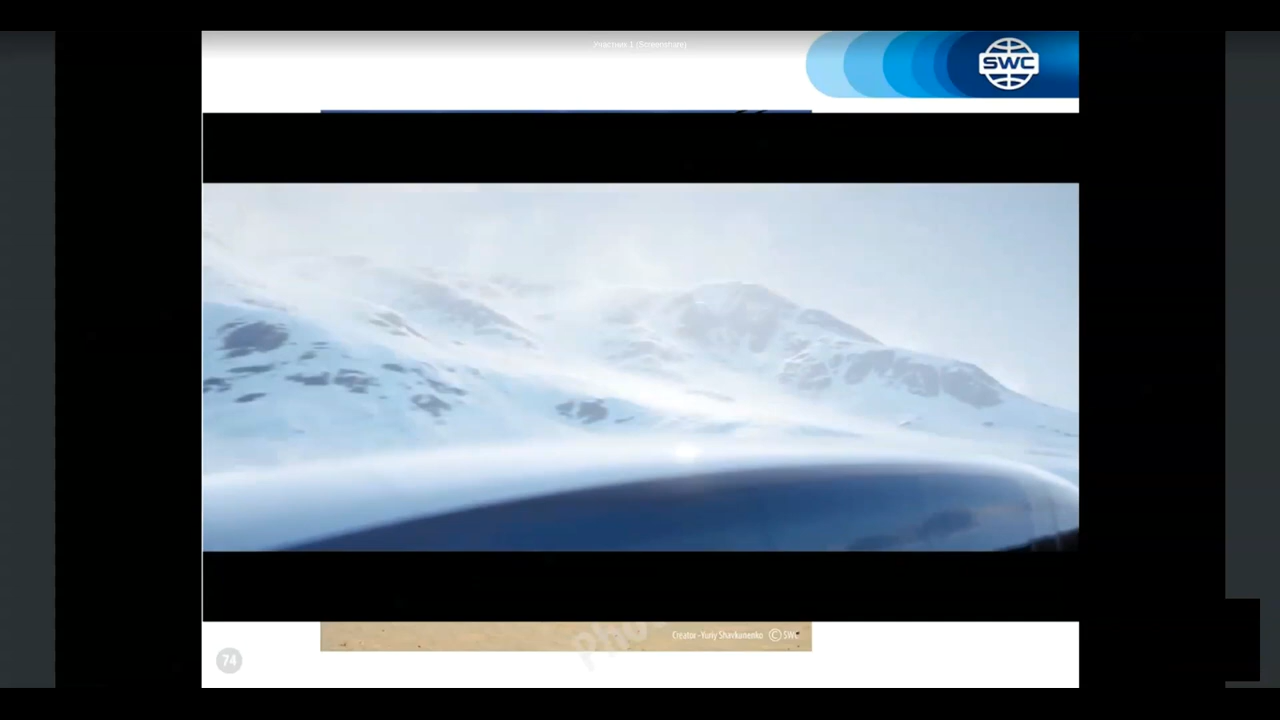 Участник 1 (Screenshare)
SWC
Creator - Yuriy Shavkunenko © SWC
74